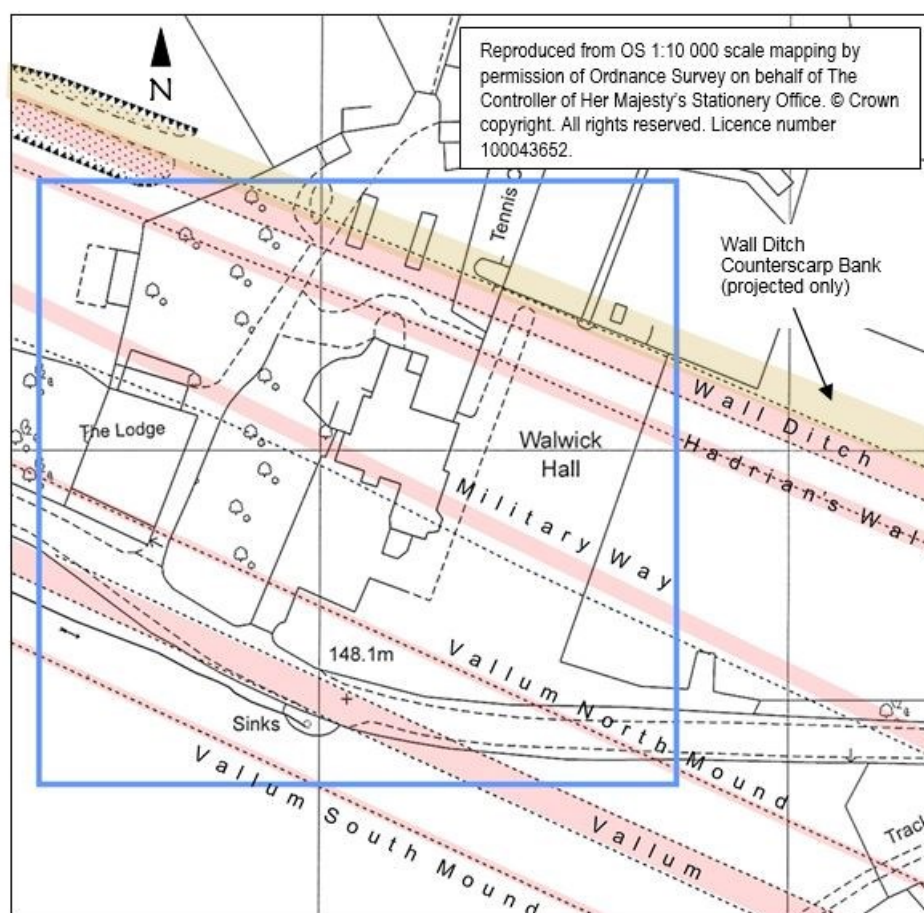 N
Reproduced from OS 1:10 000 scale mapping by
permission of Ordnance Survey on behalf of The
Controller of Her Majesty's Stationery Office. © Crown
copyright. All rights reserved. Licence number
100043652.
Tennis C
Wall Ditch
Counterscarp Bank
(projected only)
Wall Ditch
Hadrian's Wal
The Lodge
Walwick
Hall
Military Way
148.1m
Vallum North Mound
Sinks
Vallum South Mound
Vallum
Track